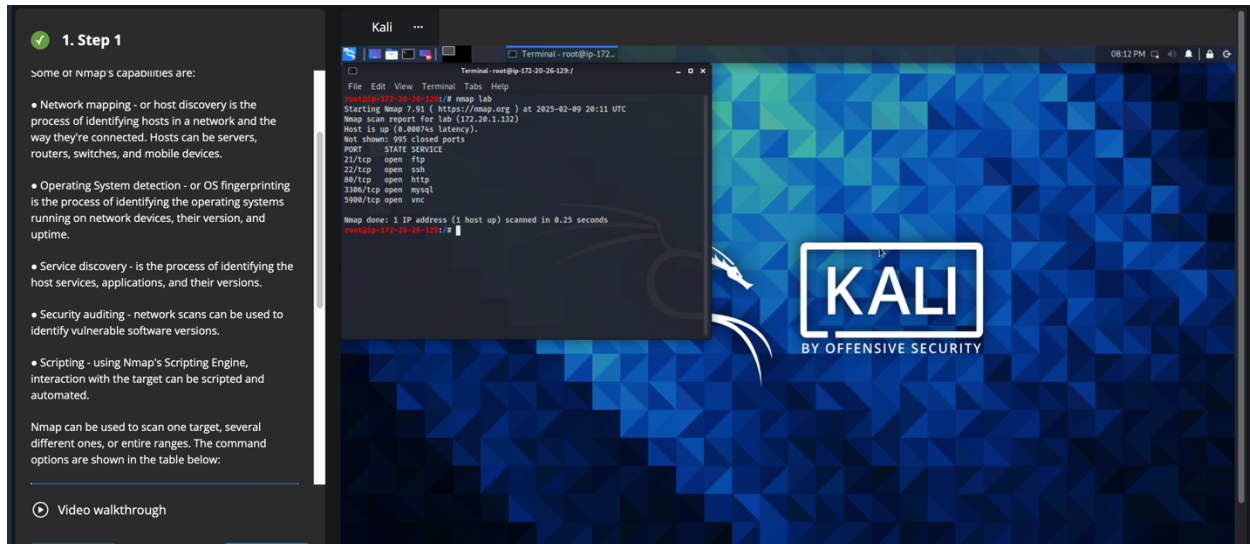 1. Step 1
Some of Nmap's capabilities are:
● Network mapping - or host discovery is the
process of identifying hosts in a network and the
way they're connected. Hosts can be servers,
routers, switches, and mobile devices.
● Operating System detection - or OS fingerprinting
is the process of identifying the operating systems
running on network devices, their version, and
uptime.
● Service discovery - is the process of identifying the
host services, applications, and their versions.
● Security auditing - network scans can be used to
identify vulnerable software versions.
● Scripting - using Nmap's Scripting Engine,
interaction with the target can be scripted and
automated.
Nmap can be used to scan one target, several
different ones, or entire ranges. The command
options are shown in the table below:
Video walkthrough
Kali ···
Terminal - root@ip-172...
08:12 PM
Terminal - root@ip-172-20-26-129:/
File Edit View Terminal Tabs Help
root@ip-172-20-26-129:/# nmap lab
Starting Nmap 7.91 ( https://nmap.org ) at 2025-02-09 20:11 UTC
Nmap scan report for lab (172.20.1.132)
Host is up (0.00074s latency).
Not shown: 995 closed ports
PORT STATE SERVICE
21/tcp open ftp
22/tcp open ssh
80/tcp open http
3306/tcp open mysql
5900/tcp open vnc
Nmap done: 1 IP address (1 host up) scanned in 0.25 seconds
root@ip-172-20-26-129:/#
KALI
BY OFFENSIVE SECURITY